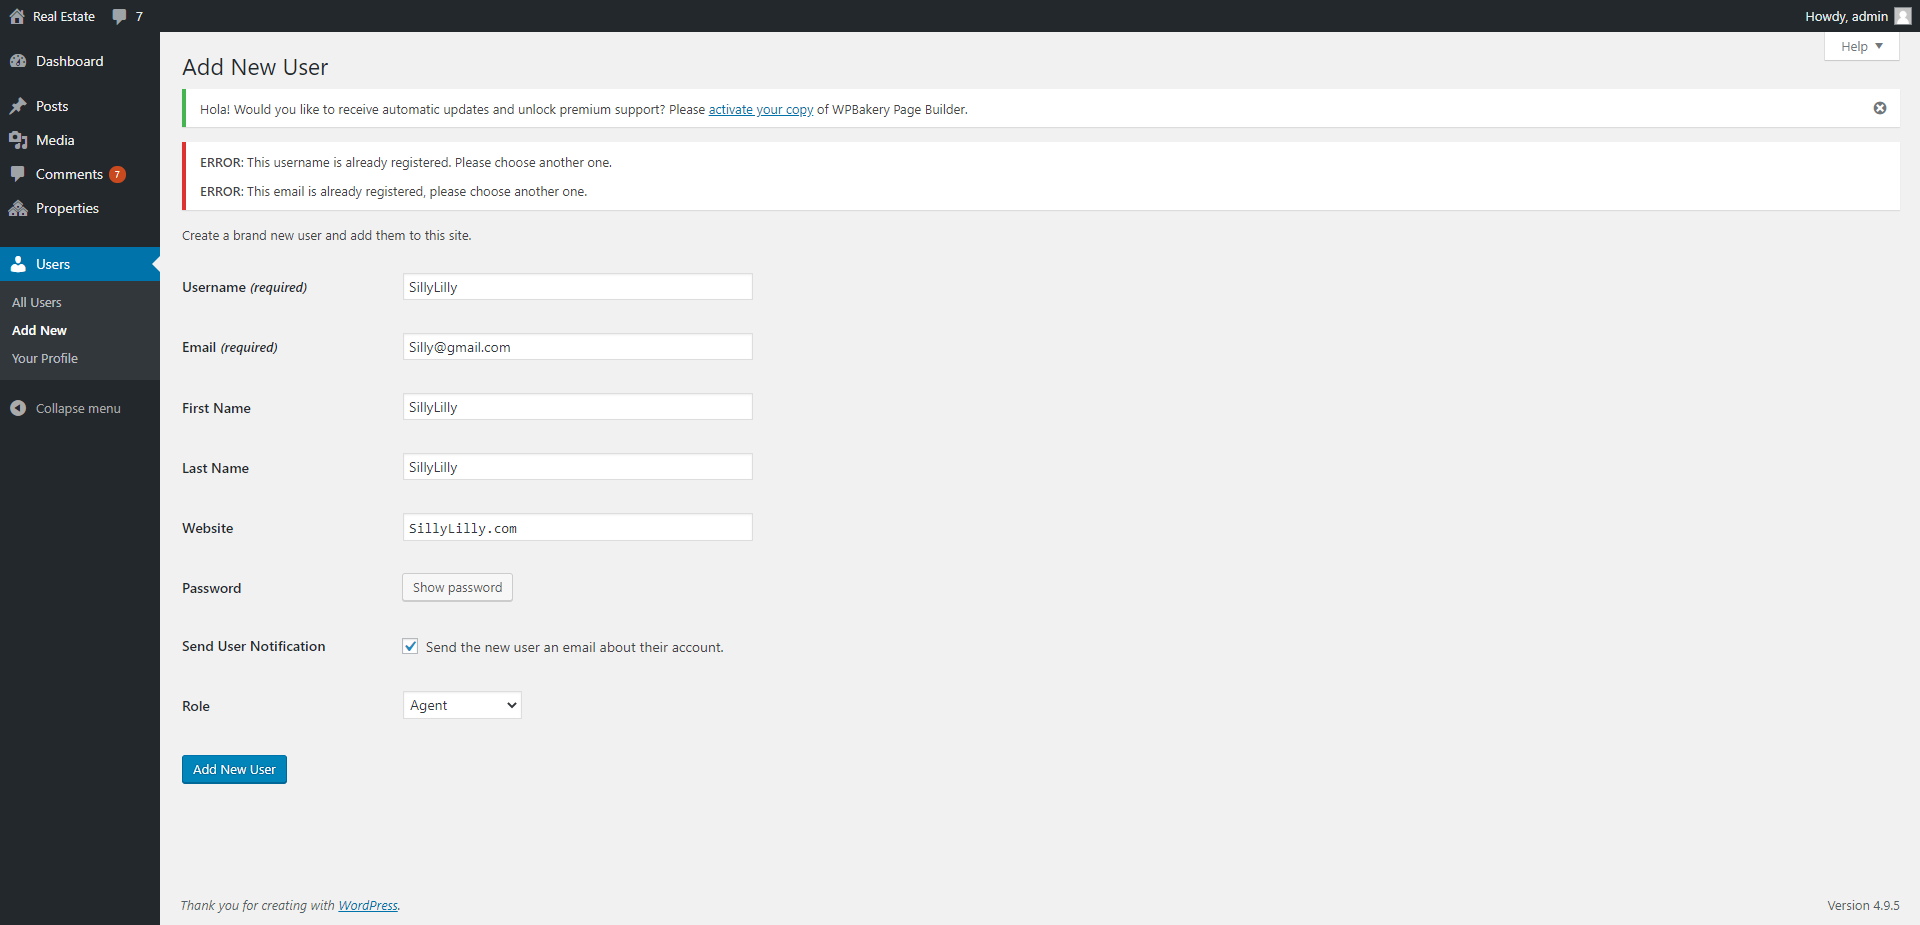 Real Estate 7 Howdy, admin
Help
Dashboard
Posts
Media
Comments 7
Properties
Users
All Users
Add New
Your Profile
Collapse menu
Add New User
Hola! Would you like to receive automatic updates and unlock premium support? Please activate your copy of WPBakery Page Builder.
ERROR: This username is already registered. Please choose another one.
ERROR: This email is already registered, please choose another one.
Create a brand new user and add them to this site.
Username (required) SillyLilly
Email (required) Silly@gmail.com
First Name SillyLilly
Last Name SillyLilly
Website SillyLilly.com
Password Show password
Send User Notification Send the new user an email about their account.
Role Agent
Add New User
Thank you for creating with WordPress. Version 4.9.5